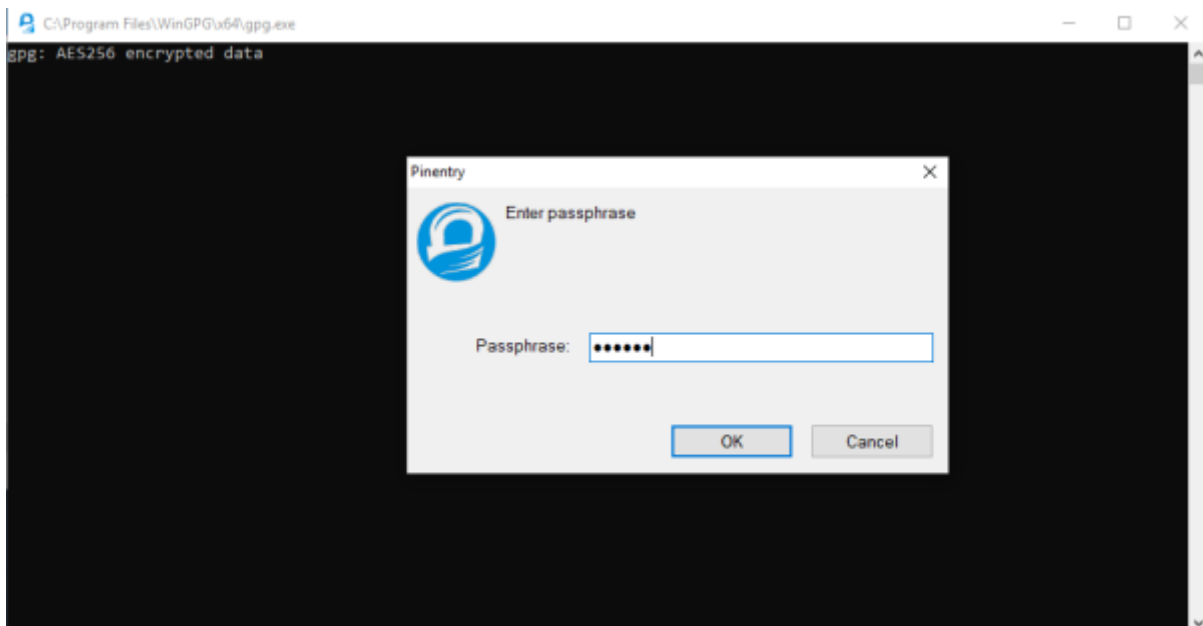 C:\Program Files\WinGPG\x64\gpg.exe
gpg: AES256 encrypted data
Pinentry
Enter passphrase
Passphrase: ●●●●●●
OK Cancel